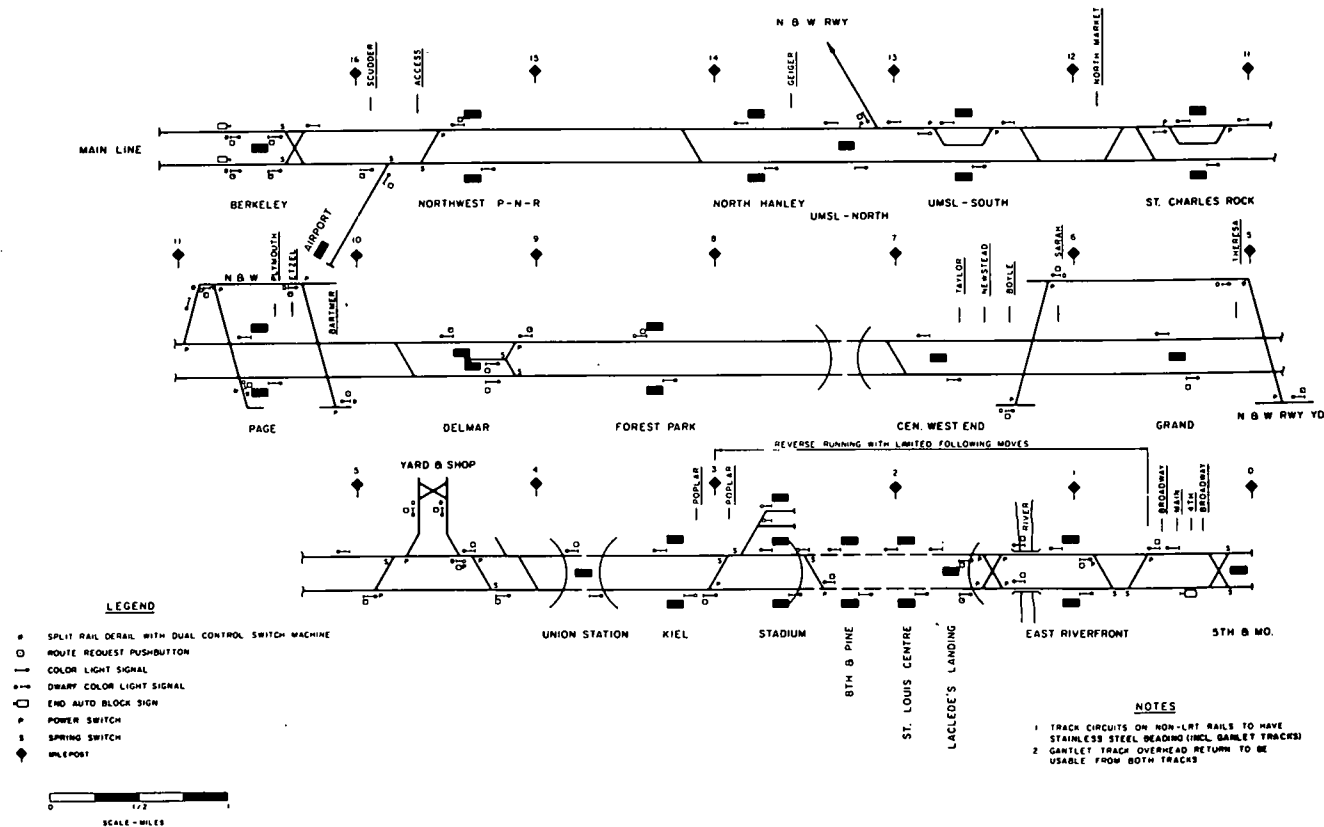 N & W RWY
16
SCUDDER
ACCESS
15
14
GEIGER
13
12
NORTH MARKET
11
S
P
S
P
P
P
P
P
MAIN LINE
S
S
BERKELEY
AIRPORT
NORTHWEST P-N-R
NORTH HANLEY
UMSL-NORTH
UMSL-SOUTH
ST. CHARLES ROCK
11
N & W
PLYMOUTH
ETZEL
BARTMER
10
9
8
7
TAYLOR
NEWSTEAD
BOYLE
SARAH
6
THERESA
5
P
P
P
P
S
P
S
P
P
P
P
P
PAGE
DELMAR
FOREST PARK
CEN. WEST END
GRAND
N & W RWY YD
REVERSE RUNNING WITH LIMITED FOLLOWING MOVES
5
YARD & SHOP
4
POPLAR
3
POPLAR
2
RIVER
1
BROADWAY
MAIN
4TH
BROADWAY
0
UNION STATION
KIEL
STADIUM
8TH & PINE
ST. LOUIS CENTRE
LACLEDE'S LANDING
EAST RIVERFRONT
5TH & MO.
LEGEND
SPLIT RAIL DERAIL WITH DUAL CONTROL SWITCH MACHINE
ROUTE REQUEST PUSHBUTTON
COLOR LIGHT SIGNAL
DWARF COLOR LIGHT SIGNAL
END AUTO BLOCK SIGN
P POWER SWITCH
S SPRING SWITCH
MILEPOST
0 1/2 1
SCALE-MILES
NOTES
1 TRACK CIRCUITS ON NON-LRT RAILS TO HAVE
STAINLESS STEEL BEADING (INCL. GANLET TRACKS)
2 GANTLET TRACK OVERHEAD RETURN TO BE
USABLE FROM BOTH TRACKS